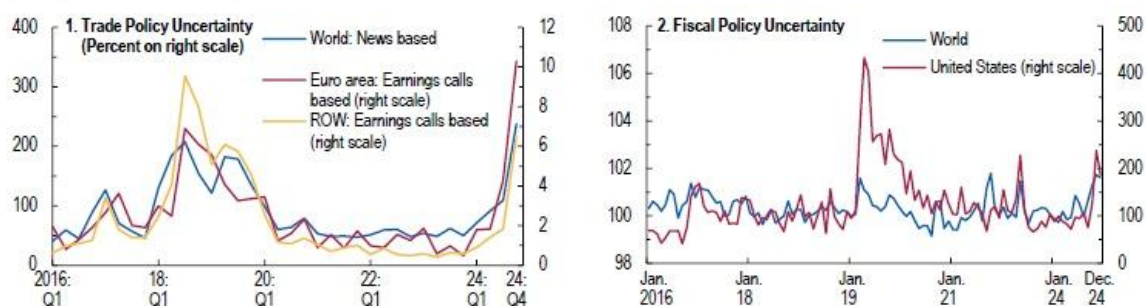 1. Trade Policy Uncertainty
(Percent on right scale)
World: News based
Euro area: Earnings calls
based (right scale)
ROW: Earnings calls based
(right scale)
400
300
200
100
0
12
10
8
6
4
2
0
2016:
Q1
18:
Q1
20:
Q1
22:
Q1
24:
Q1
24:
Q4
2. Fiscal Policy Uncertainty
World
United States (right scale)
108
106
104
102
100
98
500
400
300
200
100
0
Jan.
2016
Jan.
18
Jan.
19
Jan.
21
Jan.
24
Dec.
24